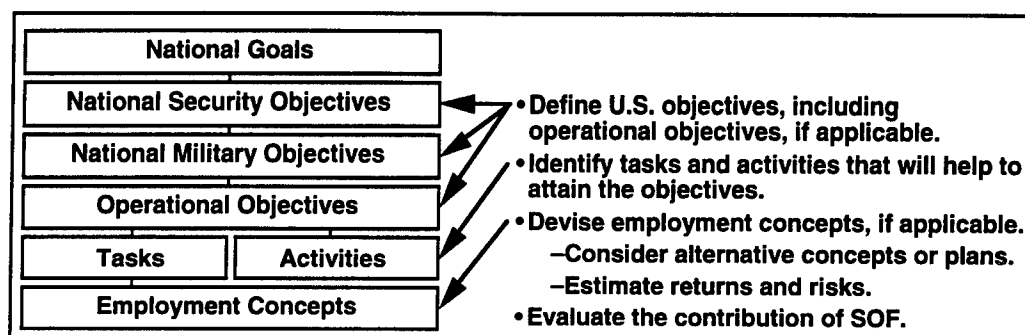 National Goals
National Security Objectives
National Military Objectives
Operational Objectives
Tasks
Activities
Employment Concepts
• Define U.S. objectives, including
operational objectives, if applicable.
• Identify tasks and activities that will help to
attain the objectives.
• Devise employment concepts, if applicable.
–Consider alternative concepts or plans.
–Estimate returns and risks.
• Evaluate the contribution of SOF.